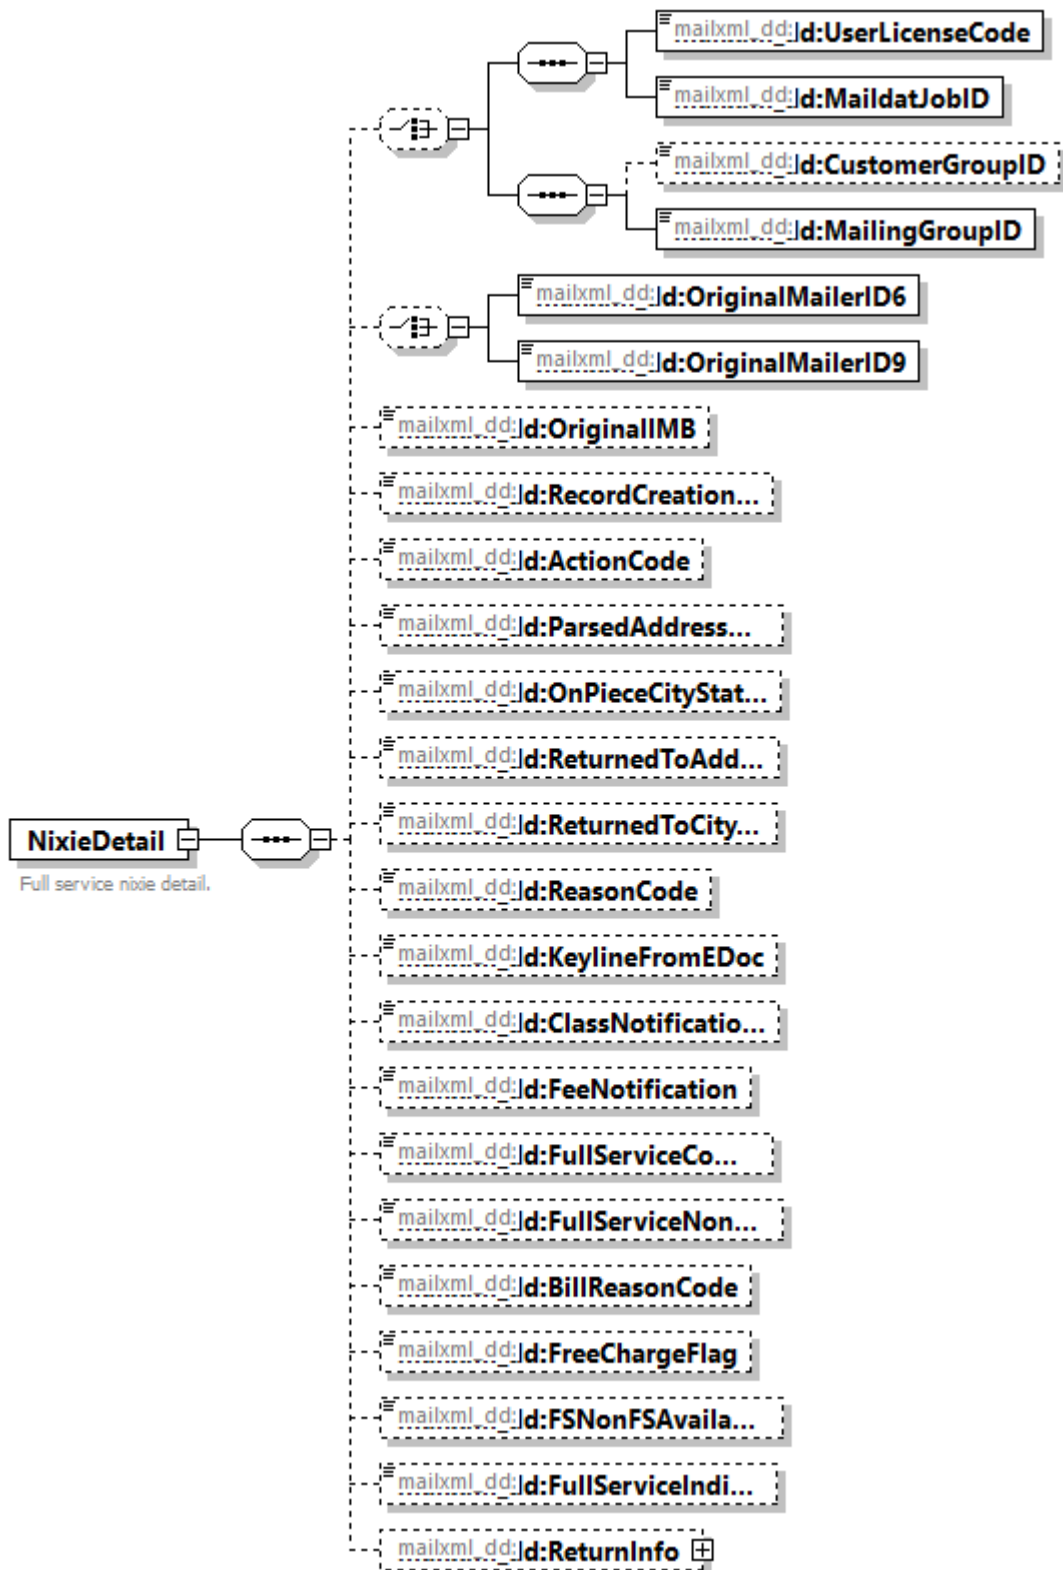 mailxml_dd:ld:UserLicenseCode
mailxml_dd:ld:MaildatJobID
mailxml_dd:ld:CustomerGroupID
mailxml_dd:ld:MailingGroupID
mailxml_dd:ld:OriginalMailerID6
mailxml_dd:ld:OriginalMailerID9
mailxml_dd:ld:OriginalIMB
mailxml_dd:ld:RecordCreation...
mailxml_dd:ld:ActionCode
mailxml_dd:ld:ParsedAddress...
mailxml_dd:ld:OnPieceCityStat...
mailxml_dd:ld:ReturnedToAdd...
mailxml_dd:ld:ReturnedToCity...
NixieDetail
Full service nixie detail.
mailxml_dd:ld:ReasonCode
mailxml_dd:ld:KeylineFromEDoc
mailxml_dd:ld:ClassNotificatio...
mailxml_dd:ld:FeeNotification
mailxml_dd:ld:FullServiceCo...
mailxml_dd:ld:FullServiceNon...
mailxml_dd:ld:BillReasonCode
mailxml_dd:ld:FreeChargeFlag
mailxml_dd:ld:FSNonFSAvaila...
mailxml_dd:ld:FullServiceIndi...
mailxml_dd:ld:ReturnInfo